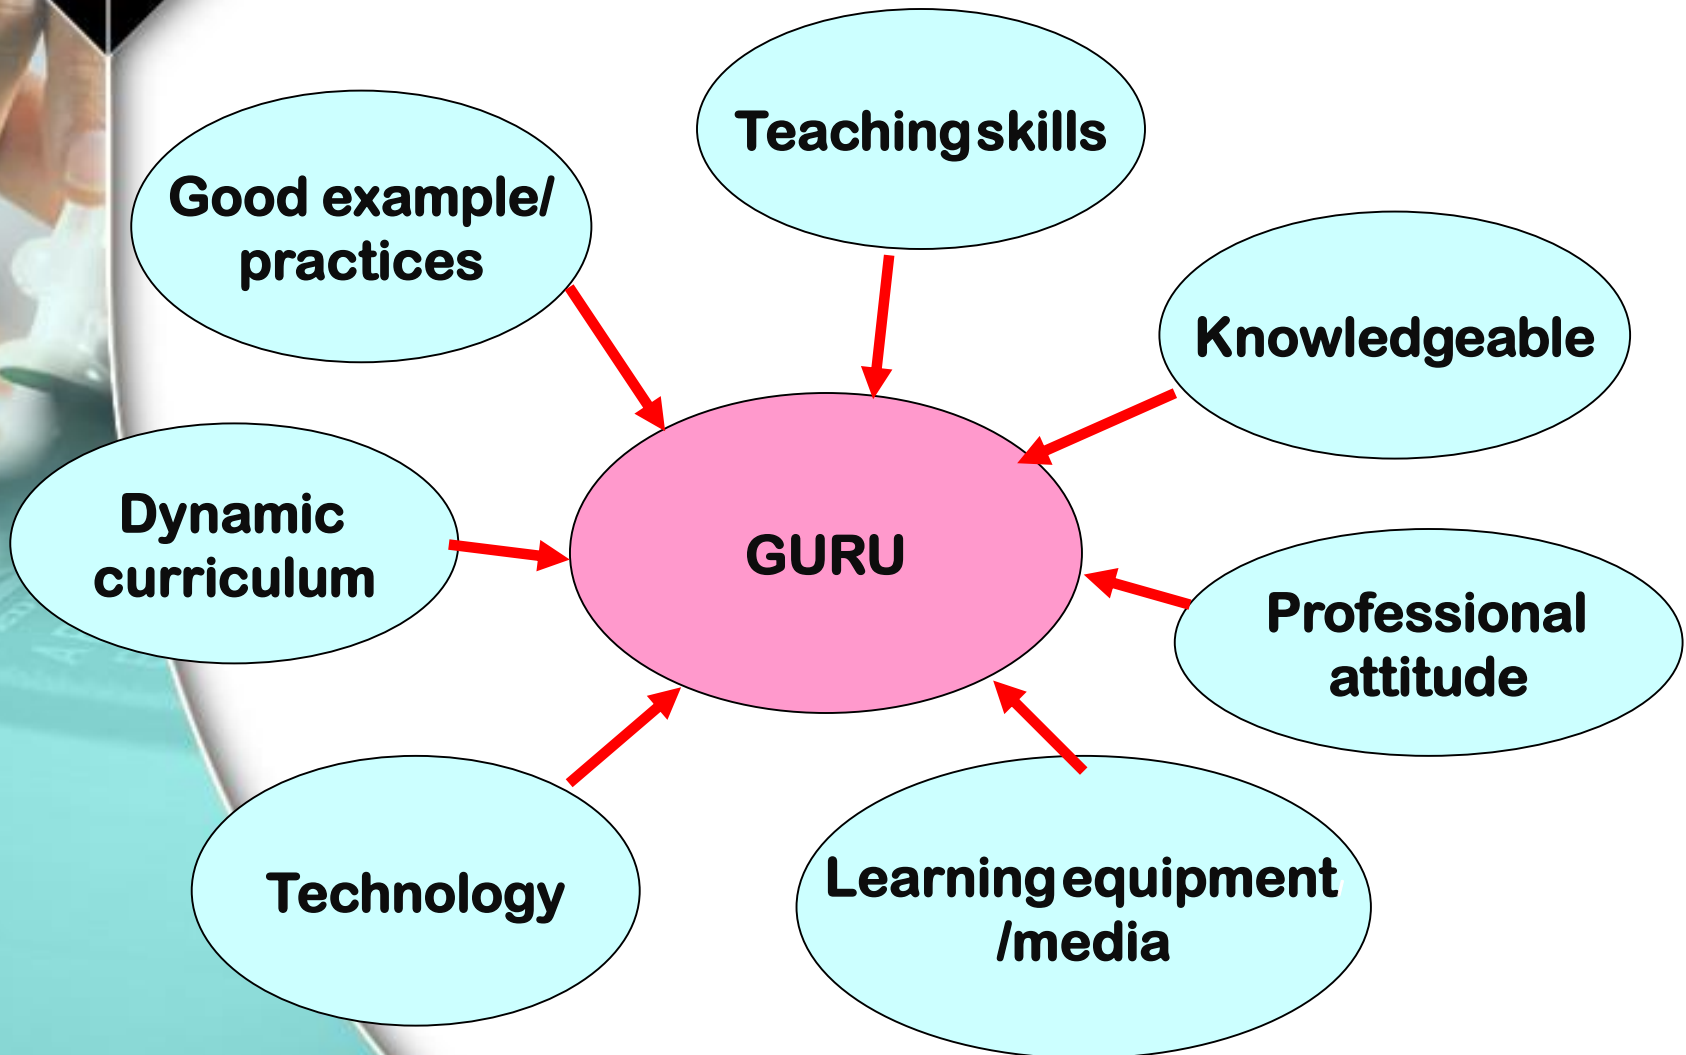 Teaching skills
Good example/
practices
Knowledgeable
Dynamic
curriculum
GURU
Professional
attitude
Technology
Learning equipment
/media